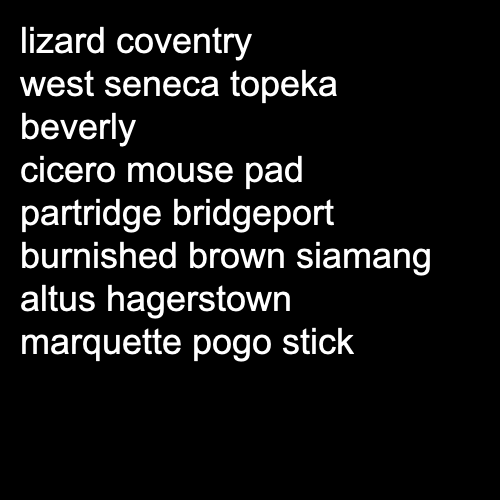 lizard coventry
west seneca topeka
beverly
cicero mouse pad
partridge bridgeport
burnished brown siamang
altus hagerstown
marquette pogo stick